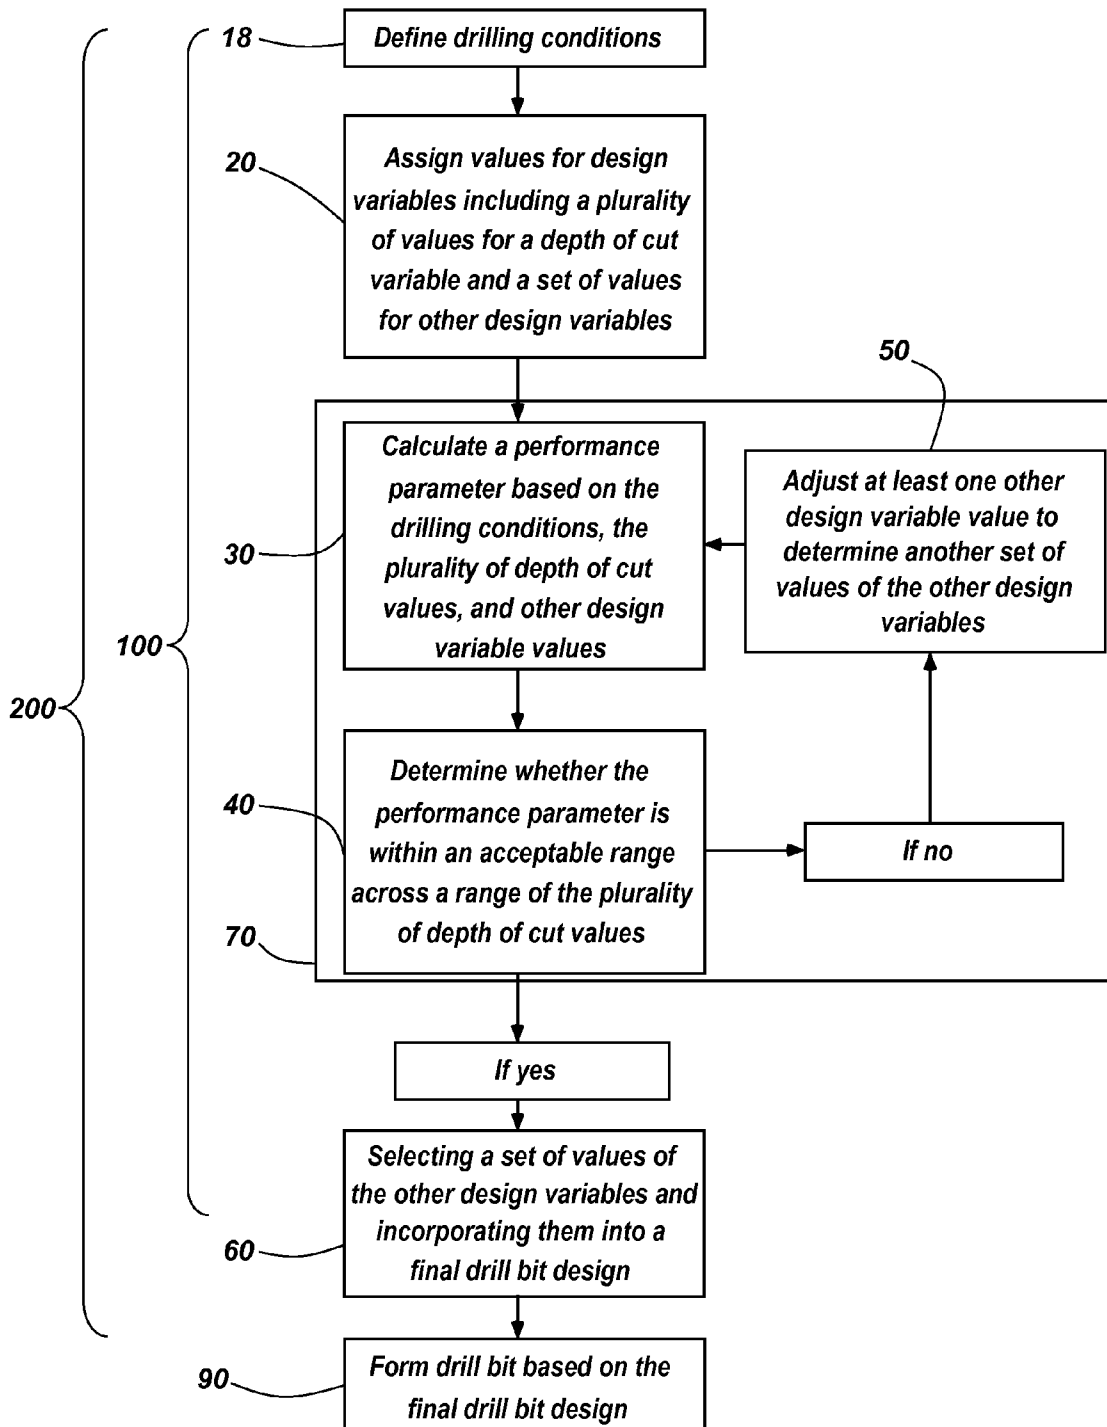 18
Define drilling conditions
20
Assign values for design
variables including a plurality
of values for a depth of cut
variable and a set of values
for other design variables
50
Adjust at least one other
design variable value to
determine another set of
values of the other design
variables
30
Calculate a performance
parameter based on the
drilling conditions, the
plurality of depth of cut
values, and other design
variable values
100
200
40
Determine whether the
performance parameter is
within an acceptable range
across a range of the plurality
of depth of cut values
If no
70
If yes
60
Selecting a set of values of
the other design variables and
incorporating them into a
final drill bit design
90
Form drill bit based on the
final drill bit design